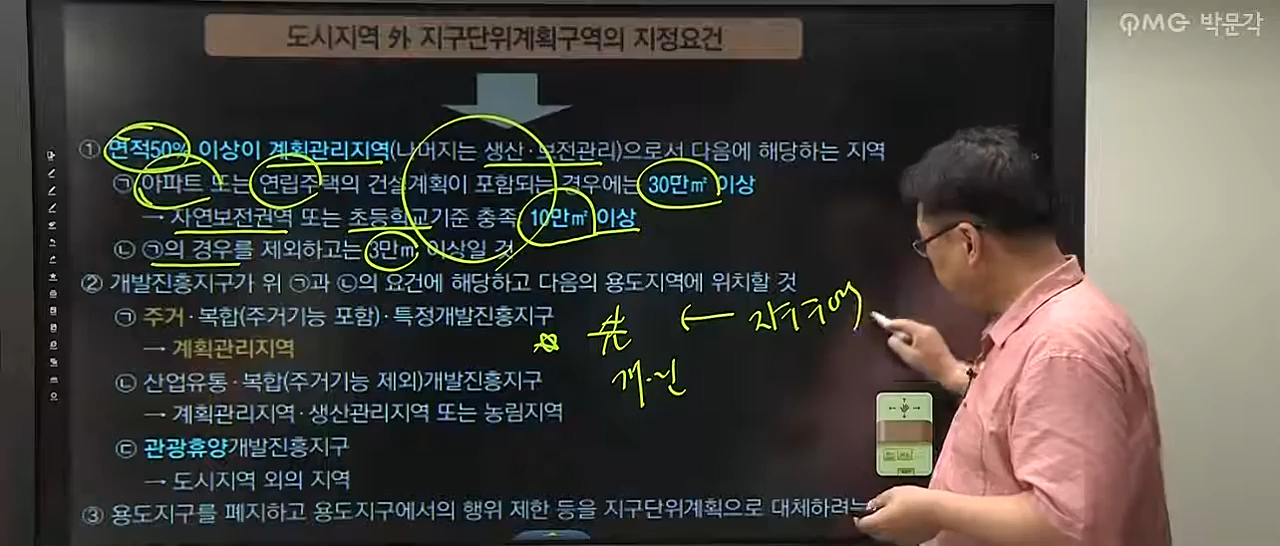 QMG 박문각
도시지역 外 지구단위계획구역의 지정요건
① 면적50% 이상이 계획관리지역(나머지는 생산·보전관리)으로서 다음에 해당하는 지역
㉠ 아파트 또는 연립주택의 건설계획이 포함되는 경우에는 30만㎡ 이상
→ 자연보전권역 또는 초등학교기준 충족, 10만㎡ 이상
㉡ ㉠의 경우를 제외하고는 3만㎡ 이상일 것
② 개발진흥지구가 위 ㉠과 ㉡의 요건에 해당하고 다음의 용도지역에 위치할 것
㉠ 주거·복합(주거기능 포함)·특정개발진흥지구
→ 계획관리지역
㉡ 산업유통·복합(주거기능 제외)개발진흥지구
→ 계획관리지역·생산관리지역 또는 농림지역
㉢ 관광휴양개발진흥지구
→ 도시지역 외의 지역
③ 용도지구를 폐지하고 용도지구에서의 행위 제한 등을 지구단위계획으로 대체하려는